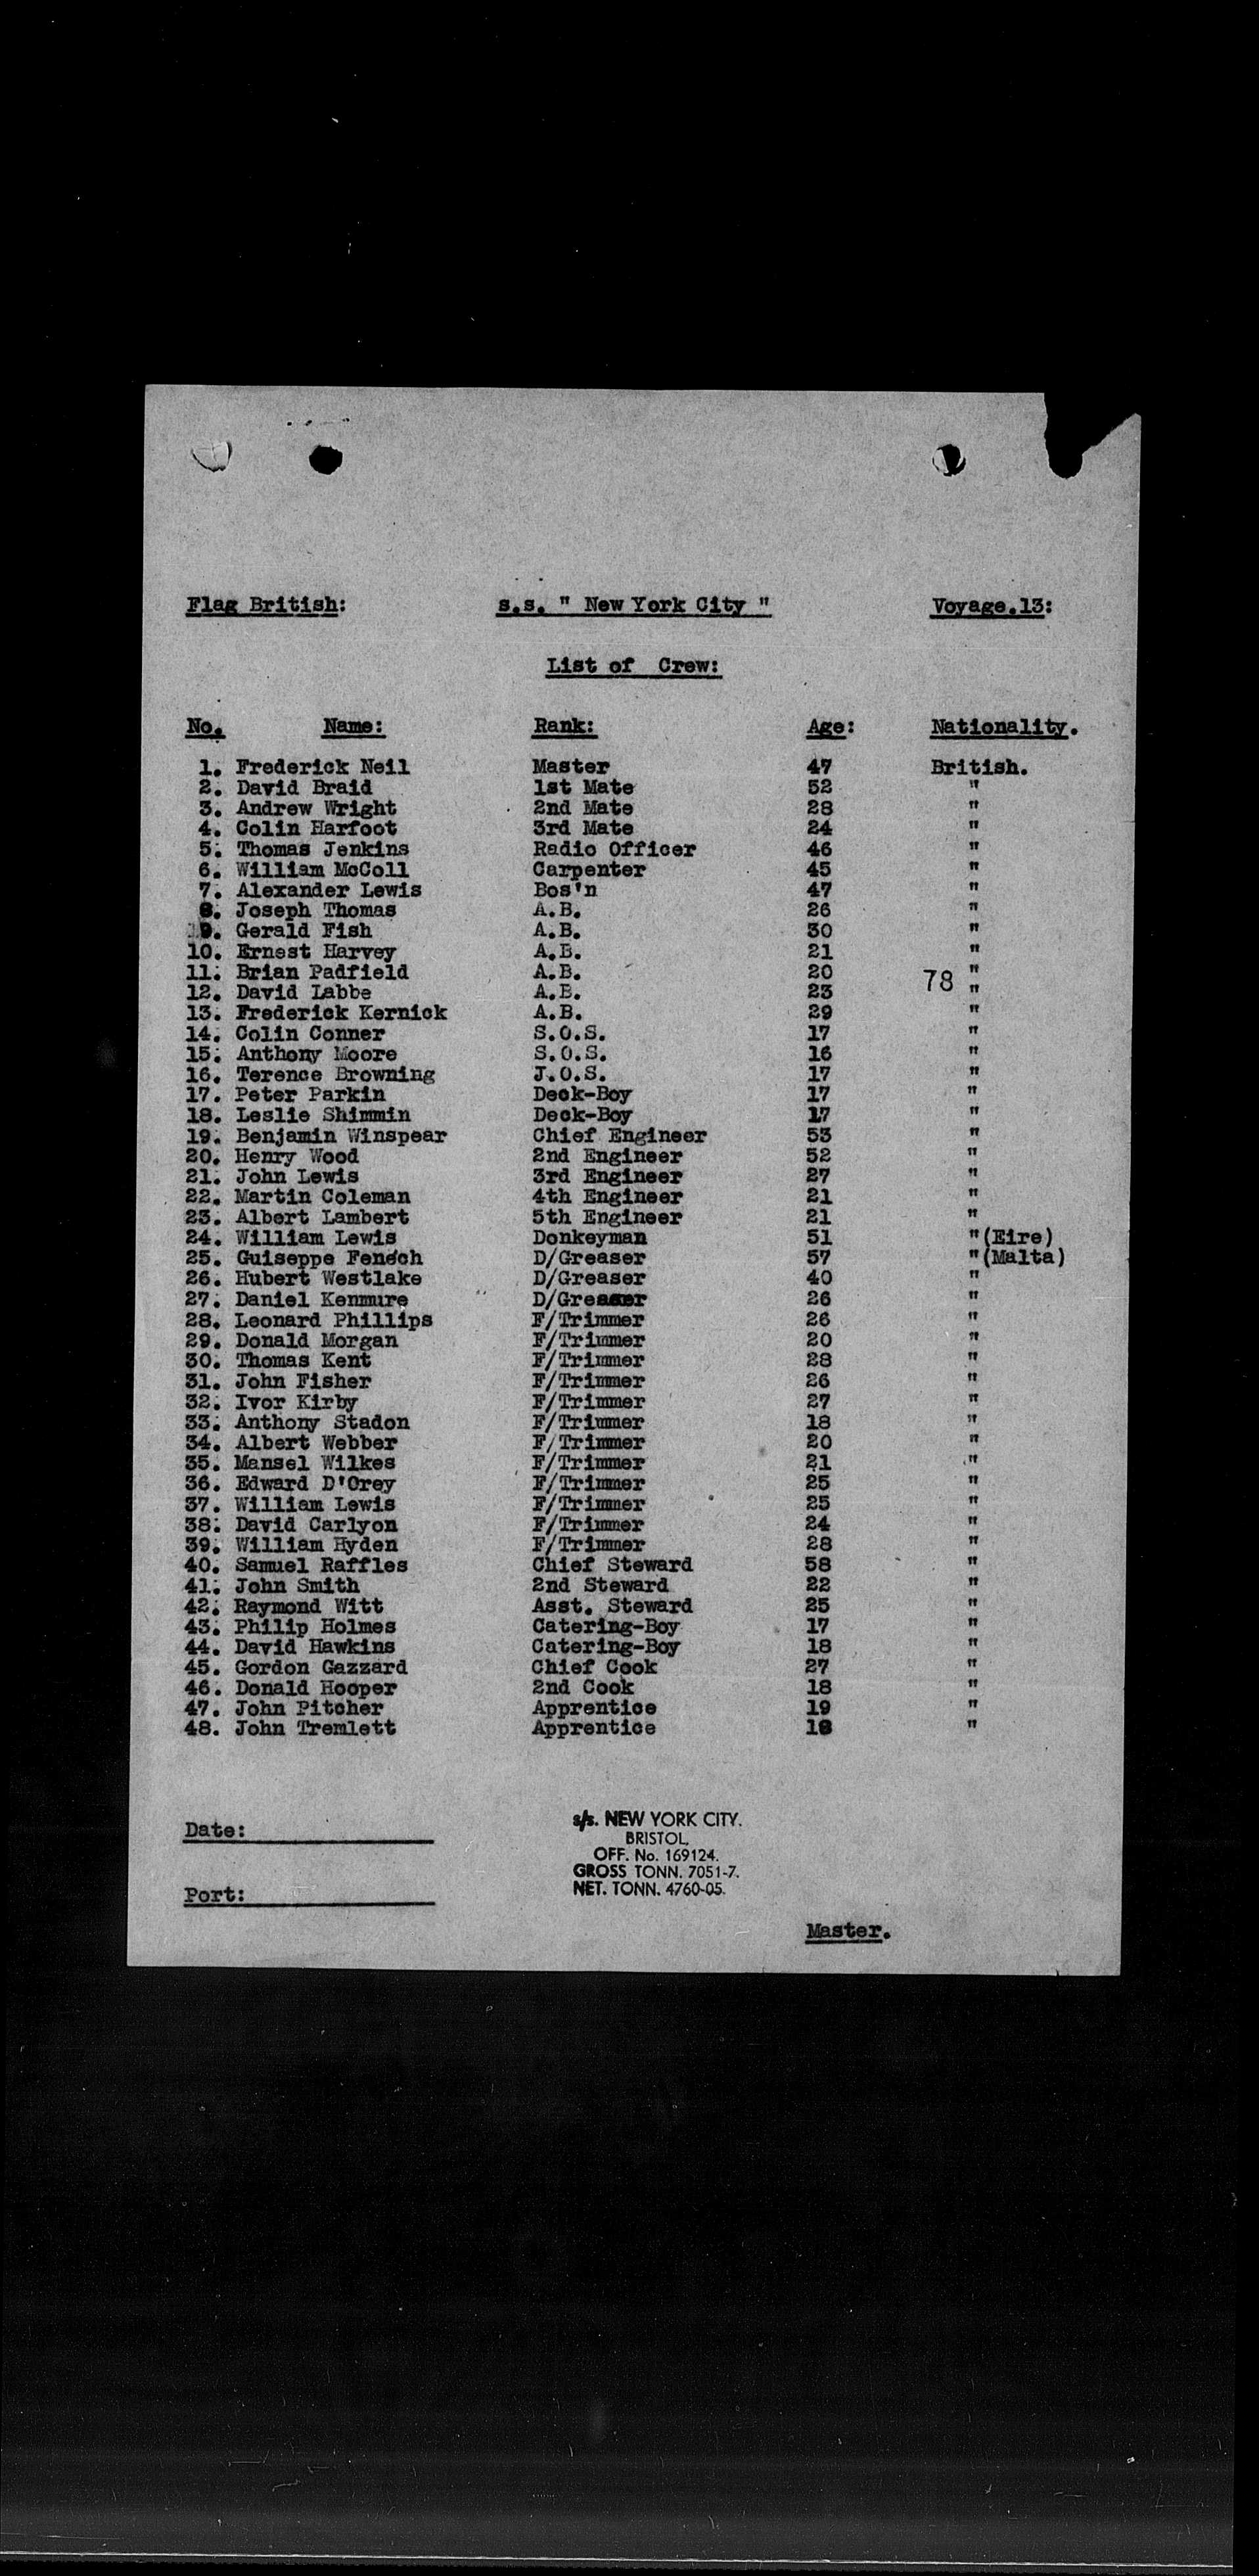 Flag British: s.s. " New York City " Voyage.13:
List of Crew:
No. Name: Rank: Age: Nationality.
1. Frederick Neil Master 47 British.
2. David Braid 1st Mate 52 "
3. Andrew Wright 2nd Mate 28 "
4. Colin Harfoot 3rd Mate 24 "
5. Thomas Jenkins Radio Officer 46 "
6. William McColl Carpenter 45 "
7. Alexander Lewis Bos'n 47 "
8. Joseph Thomas A.B. 26 "
9. Gerald Fish A.B. 30 "
10. Ernest Harvey A.B. 21 "
11. Brian Padfield A.B. 20 "
78
12. David Labbe A.B. 23 "
13. Frederick Kernick A.B. 29 "
14. Colin Conner S.O.S. 17 "
15. Anthony Moore S.O.S. 16 "
16. Terence Browning J.O.S. 17 "
17. Peter Parkin Deck-Boy 17 "
18. Leslie Shimmin Deck-Boy 17 "
19. Benjamin Winspear Chief Engineer 53 "
20. Henry Wood 2nd Engineer 52 "
21. John Lewis 3rd Engineer 27 "
22. Martin Coleman 4th Engineer 21 "
23. Albert Lambert 5th Engineer 21 "
24. William Lewis Donkeyman 51 "(Eire)
25. Guiseppe Fenech D/Greaser 57 "(Malta)
26. Hubert Westlake D/Greaser 40 "
27. Daniel Kenmure D/Greaser 26 "
28. Leonard Phillips F/Trimmer 26 "
29. Donald Morgan F/Trimmer 20 "
30. Thomas Kent F/Trimmer 28 "
31. John Fisher F/Trimmer 26 "
32. Ivor Kirby F/Trimmer 27 "
33. Anthony Stadon F/Trimmer 18 "
34. Albert Webber F/Trimmer 20 "
35. Mansel Wilkes F/Trimmer 21 "
36. Edward D'Orey F/Trimmer 25 "
37. William Lewis F/Trimmer 25 "
38. David Carlyon F/Trimmer 24 "
39. William Hyden F/Trimmer 28 "
40. Samuel Raffles Chief Steward 58 "
41. John Smith 2nd Steward 22 "
42. Raymond Witt Asst. Steward 25 "
43. Philip Holmes Catering-Boy 17 "
44. David Hawkins Catering-Boy 18 "
45. Gordon Gazzard Chief Cook 27 "
46. Donald Hooper 2nd Cook 18 "
47. John Pitcher Apprentice 19 "
48. John Tremlett Apprentice 18 "
Date:
s/s. NEW YORK CITY.
BRISTOL.
OFF. No. 169124.
GROSS TONN. 7051-7.
NET. TONN. 4760-05.
Port:
Master.